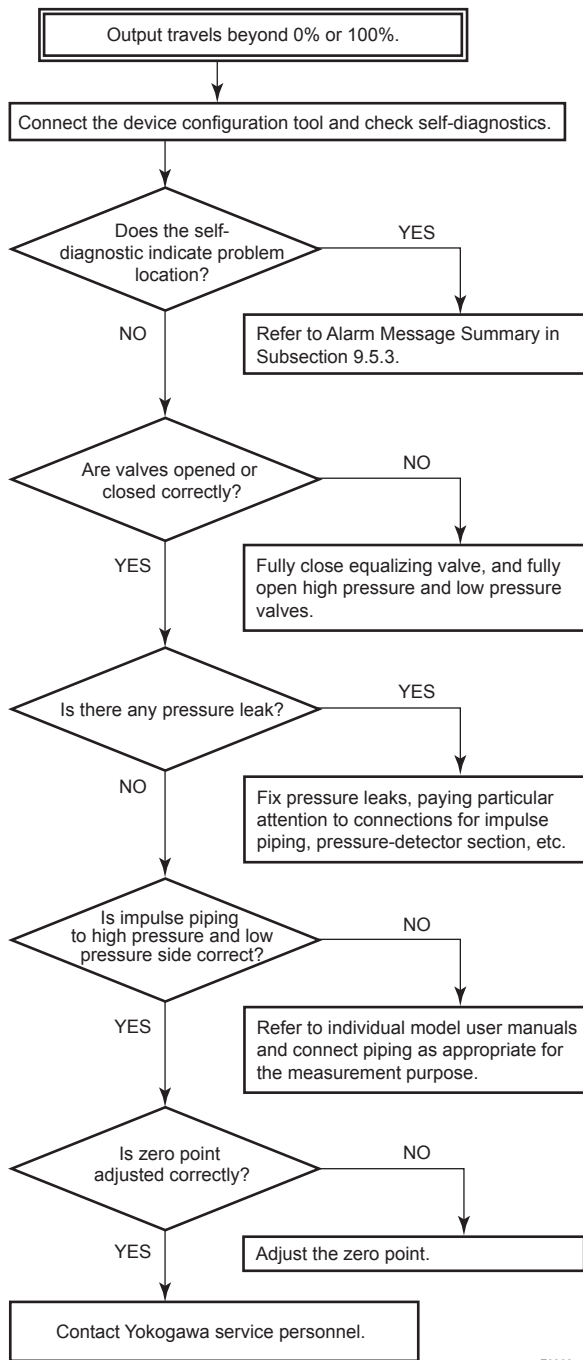 Output travels beyond 0% or 100%.
Connect the device configuration tool and check self-diagnostics.
Does the self-
diagnostic indicate problem
location?
YES
NO
Refer to Alarm Message Summary in
Subsection 9.5.3.
Are valves opened or
closed correctly?
NO
YES
Fully close equalizing valve, and fully
open high pressure and low pressure
valves.
Is there any pressure leak?
YES
NO
Fix pressure leaks, paying particular
attention to connections for impulse
piping, pressure-detector section, etc.
Is impulse piping
to high pressure and low
pressure side correct?
NO
YES
Refer to individual model user manuals
and connect piping as appropriate for
the measurement purpose.
Is zero point
adjusted correctly?
NO
YES
Adjust the zero point.
Contact Yokogawa service personnel.